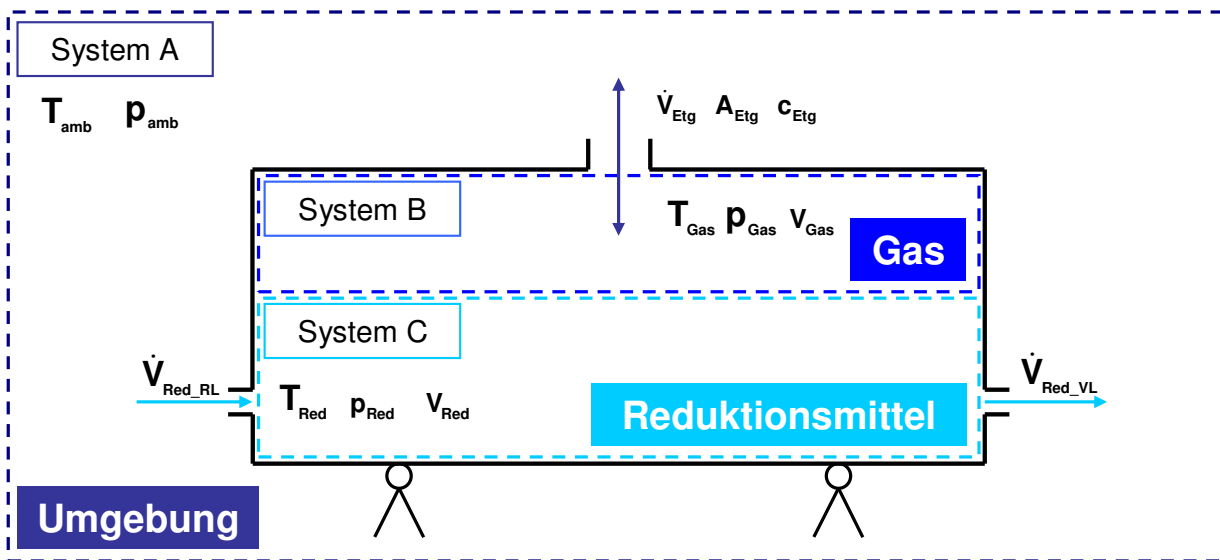 System A
T_amb p_amb
V̇_Etg A_Etg c_Etg
System B
T_Gas p_Gas V_Gas
Gas
System C
V̇_Red_RL
V̇_Red_VL
T_Red p_Red V_Red
Reduktionsmittel
Umgebung